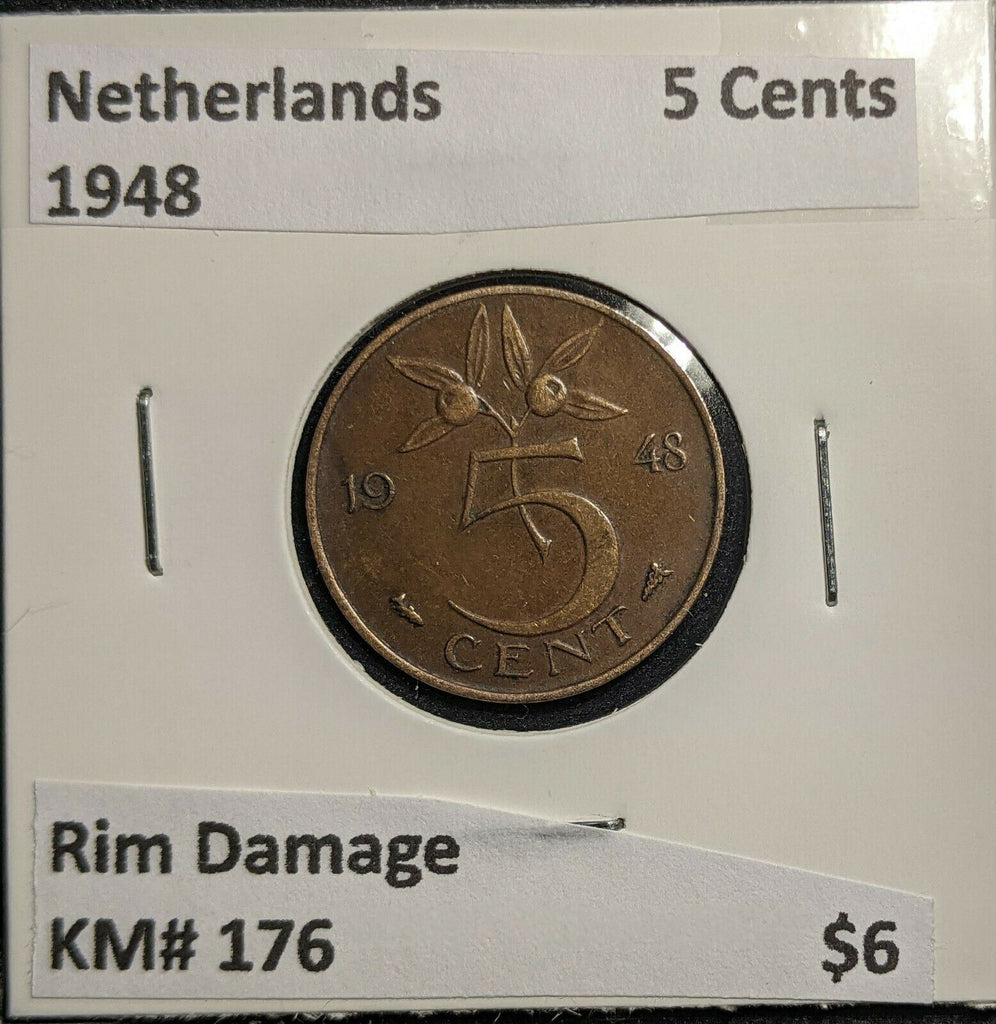 Netherlands 5 Cents
1948
19 48
5
CENT
Rim Damage
KM# 176 $6